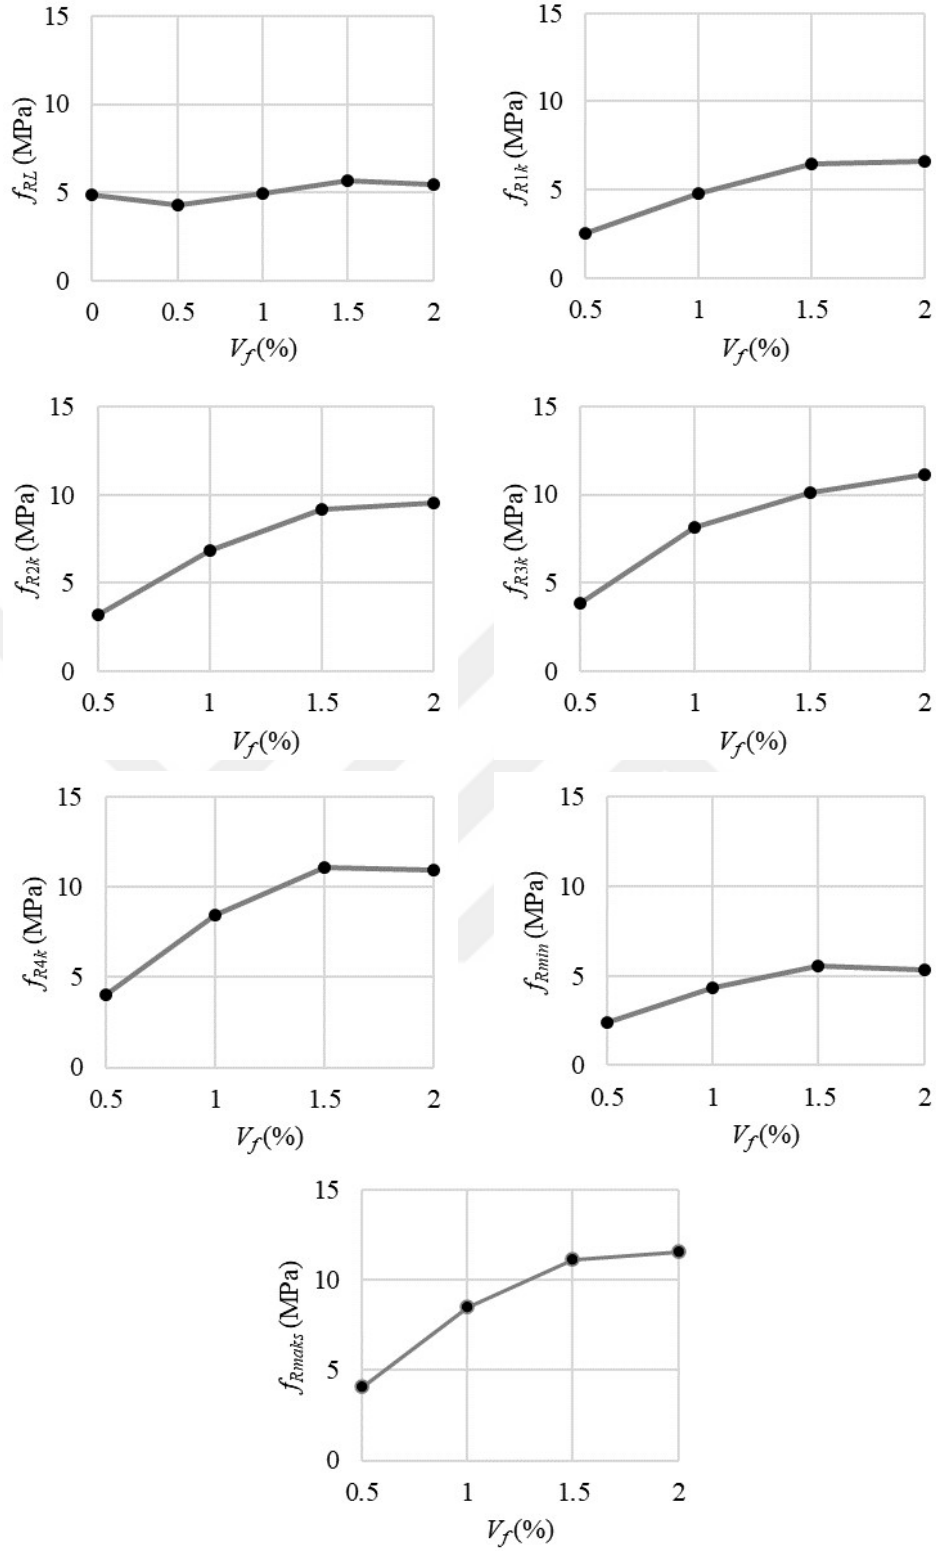 15
10
5
0
f_RL (MPa)
0 0.5 1 1.5 2
V_f (%)
15
10
5
0
f_R1k (MPa)
0.5 1 1.5 2
V_f (%)
15
10
5
0
f_R2k (MPa)
0.5 1 1.5 2
V_f (%)
15
10
5
0
f_R3k (MPa)
0.5 1 1.5 2
V_f (%)
15
10
5
0
f_R4k (MPa)
0.5 1 1.5 2
V_f (%)
15
10
5
0
f_Rmin (MPa)
0.5 1 1.5 2
V_f (%)
15
10
5
0
f_Rmaks (MPa)
0.5 1 1.5 2
V_f (%)